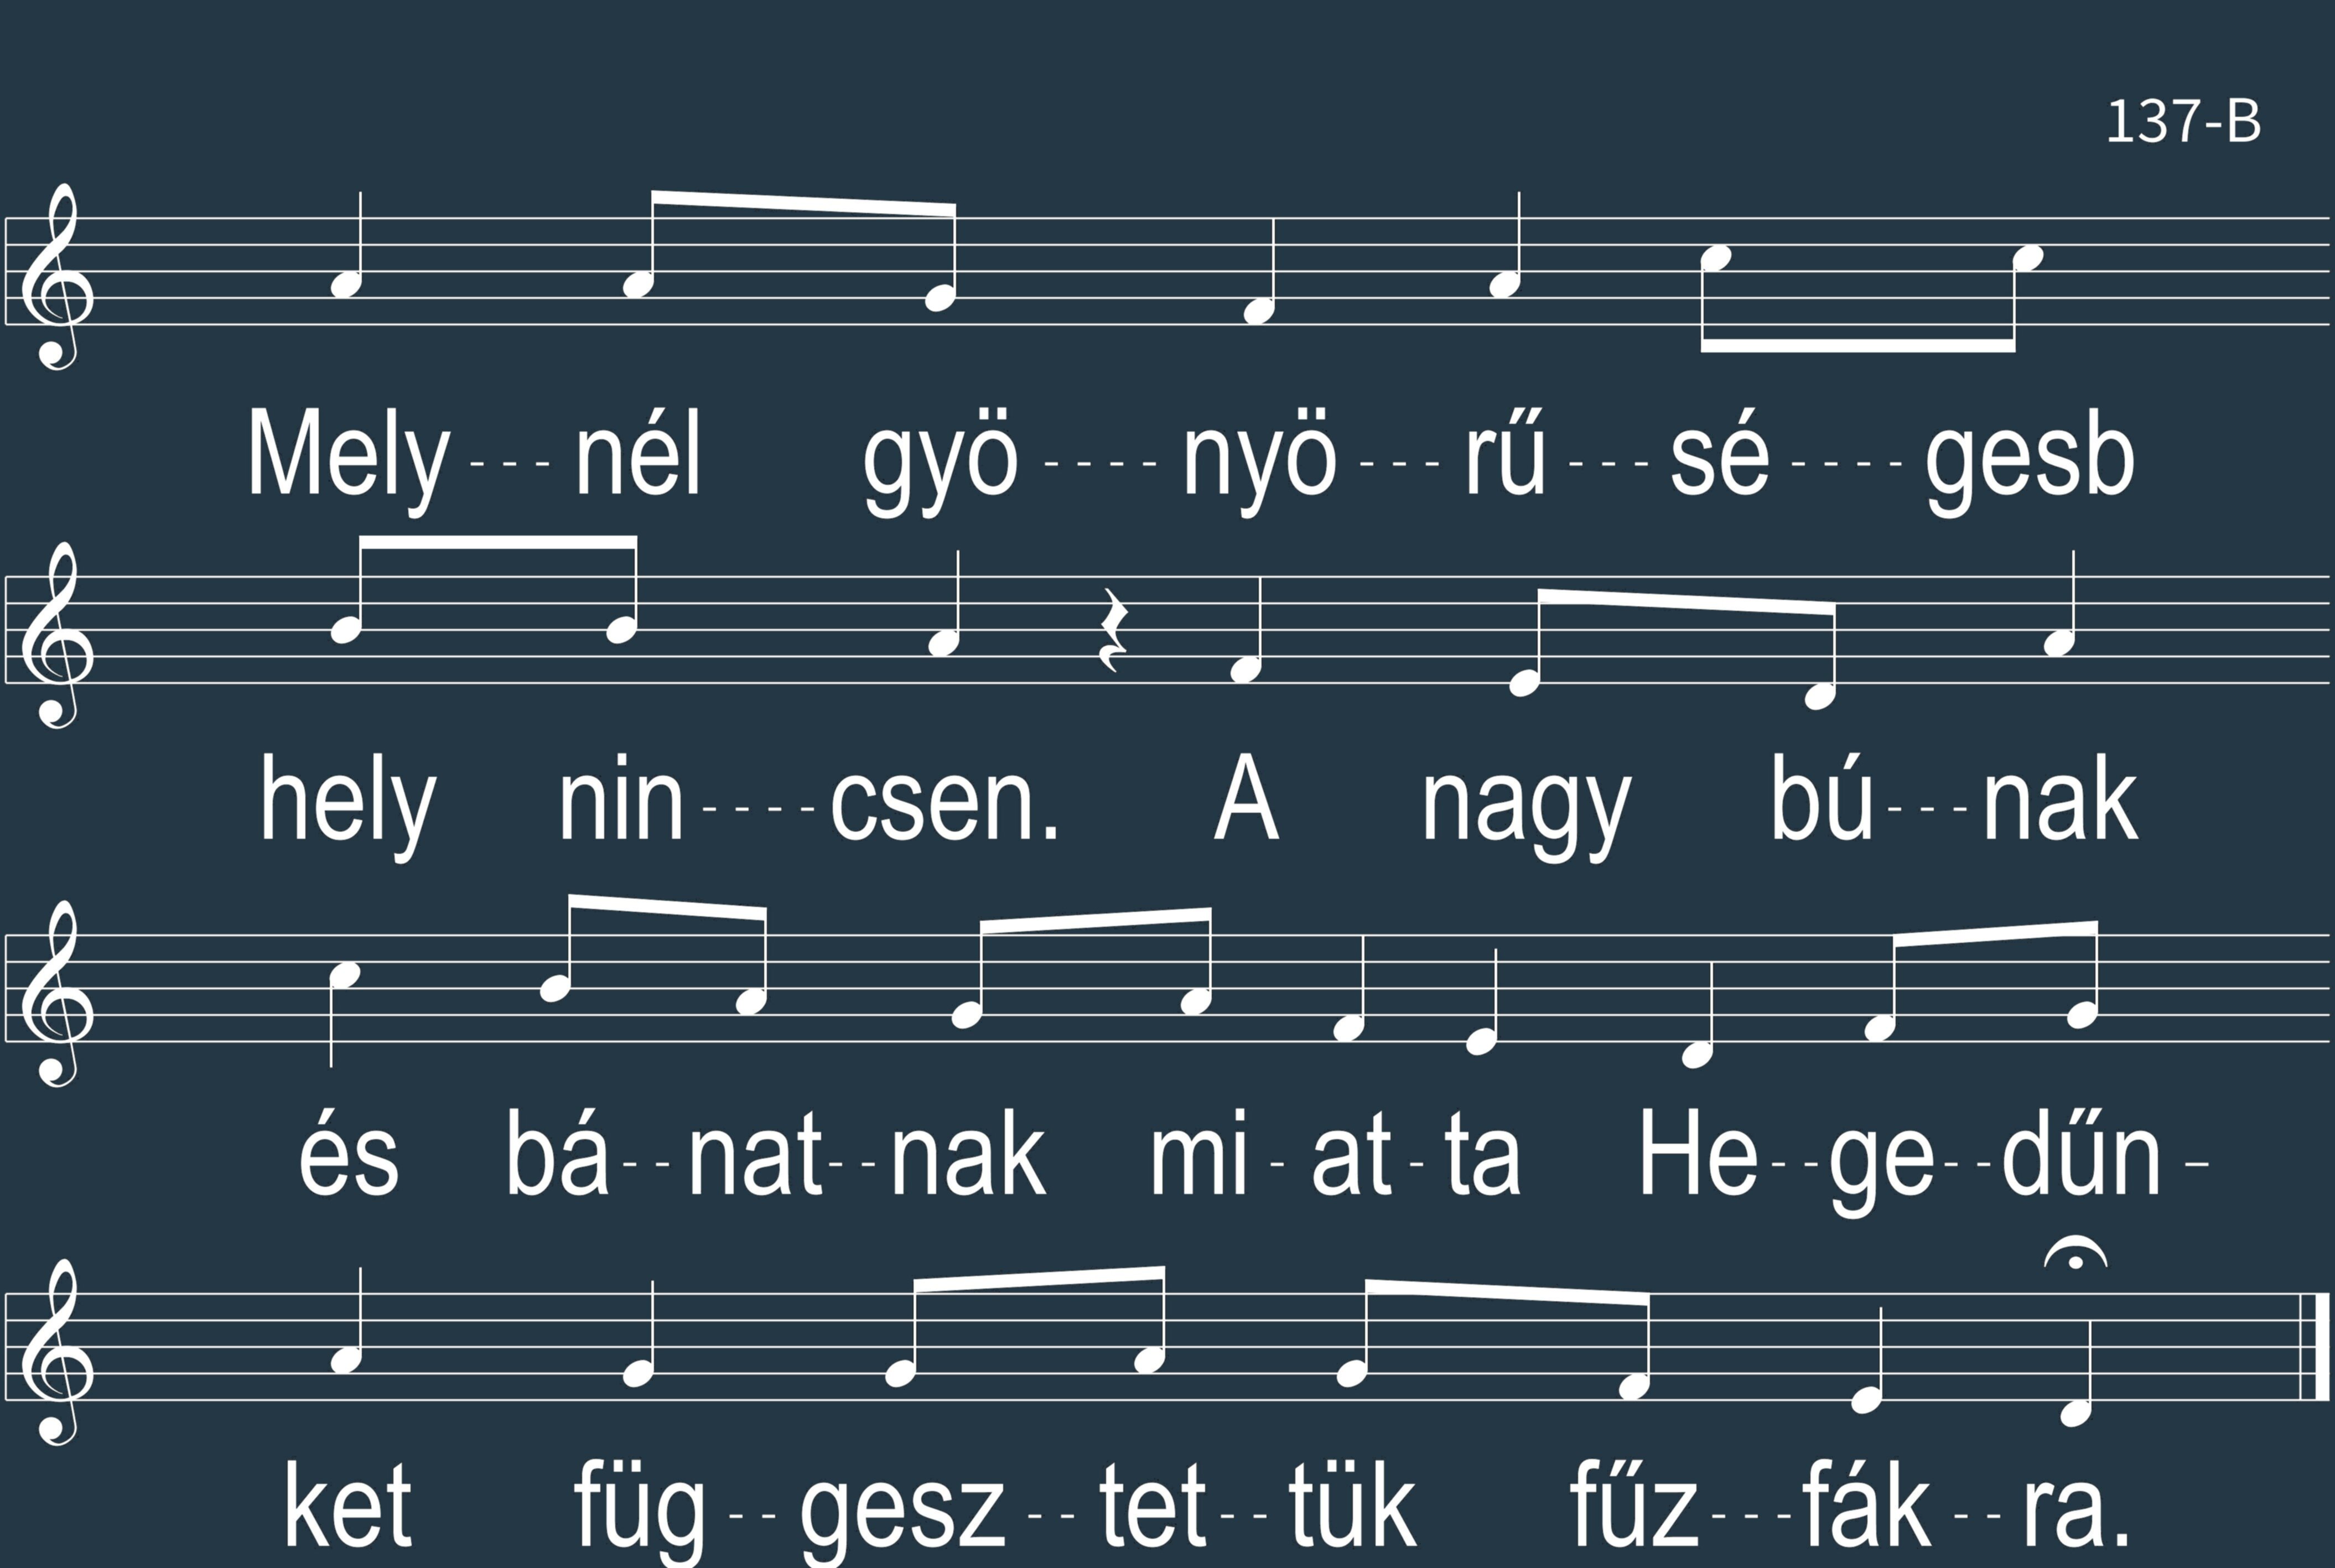 137-B
Mely---nél gyö----nyö---rű---sé----gesb
hely nin----csen. A nagy bú---nak
és bá--nat--nak mi-at-ta He--ge--dűn-
ket füg--gesz--tet--tük fűz---fák--ra.